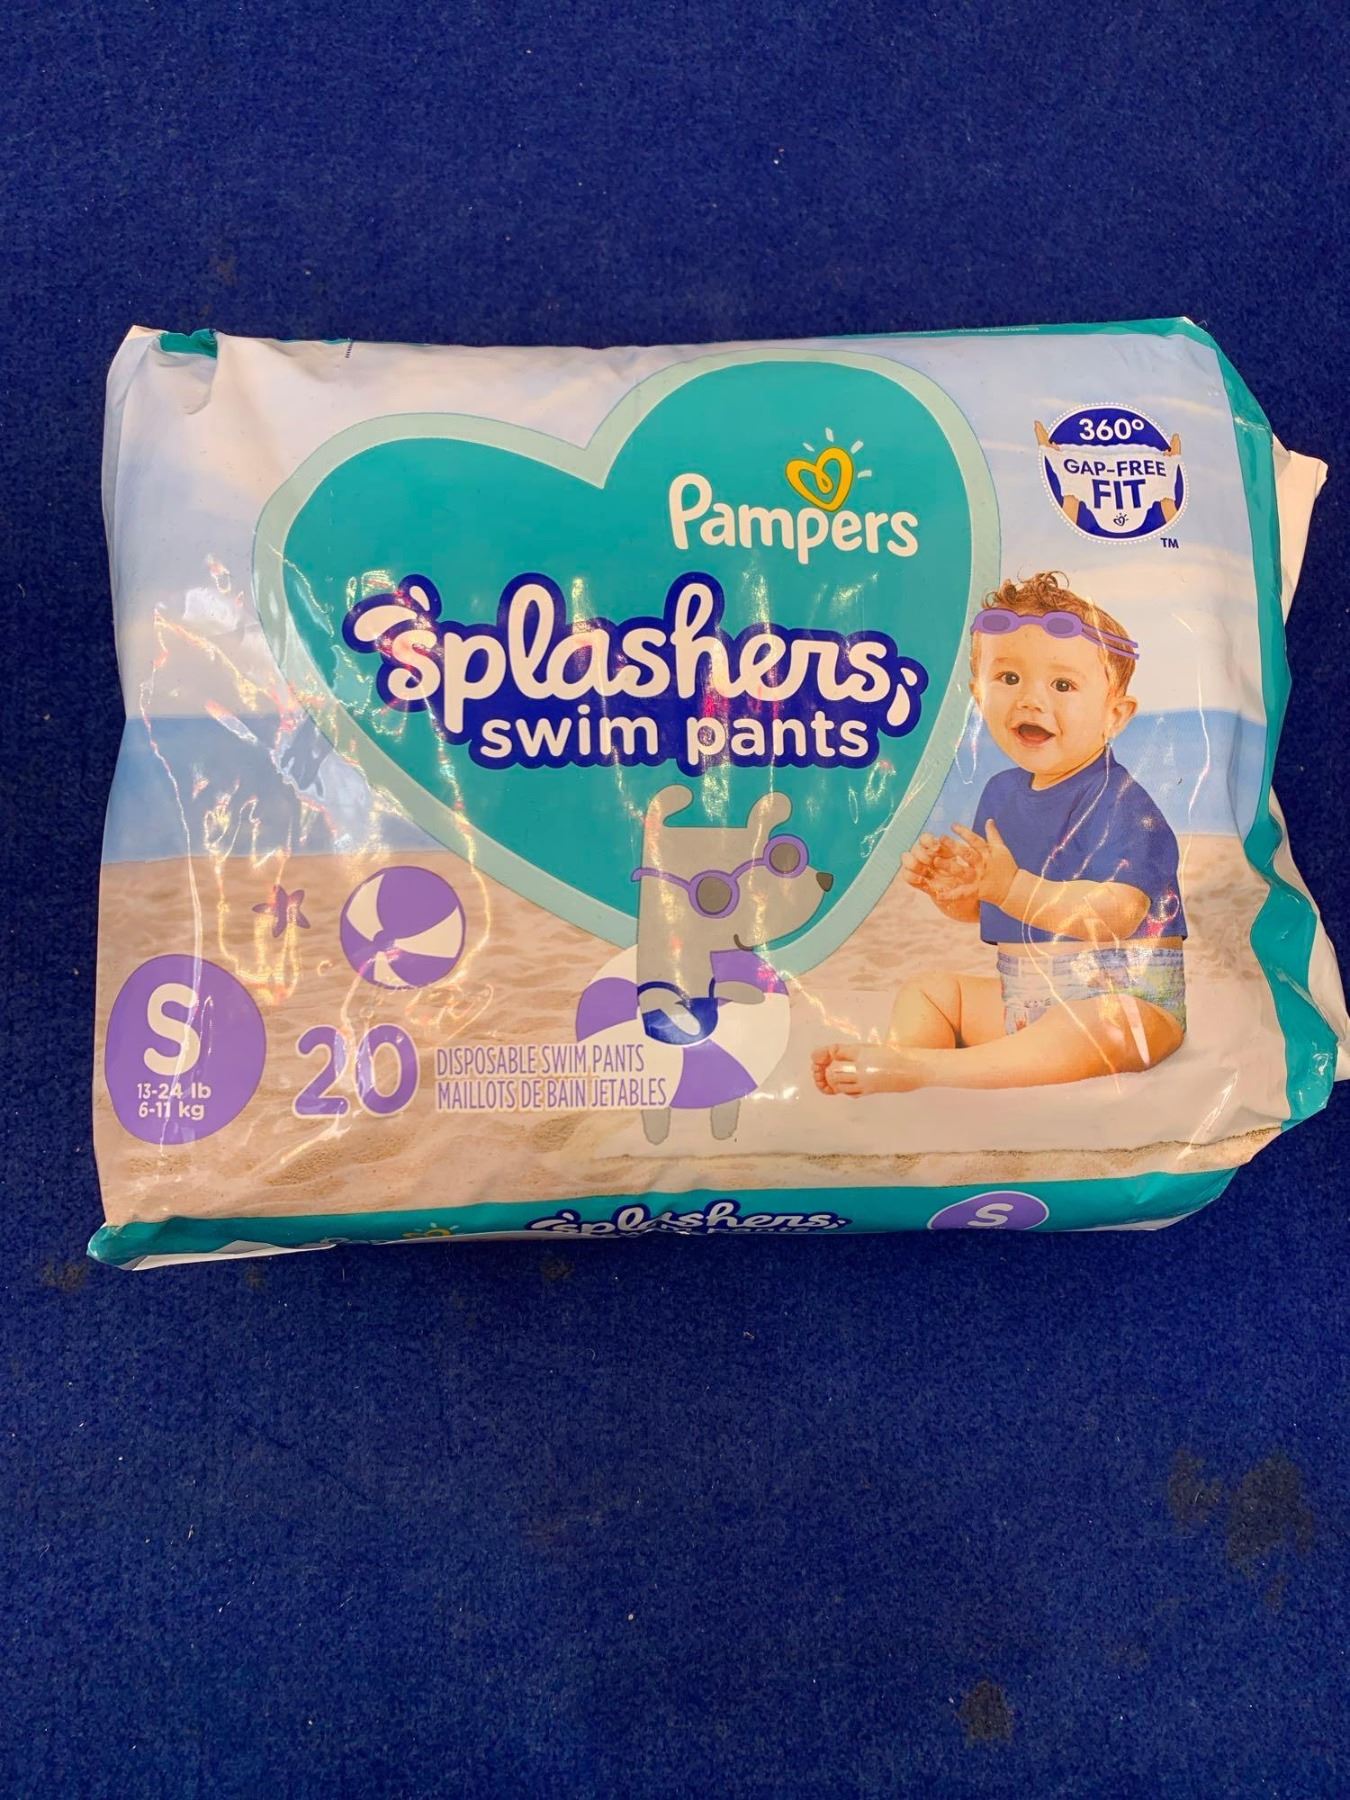 Pampers
splashers
swim pants
360°
GAP-FREE
FIT
TM
S
13-24 lb
6-11 kg
20
DISPOSABLE SWIM PANTS
MAILLOTS DE BAIN JETABLES
splashers
S